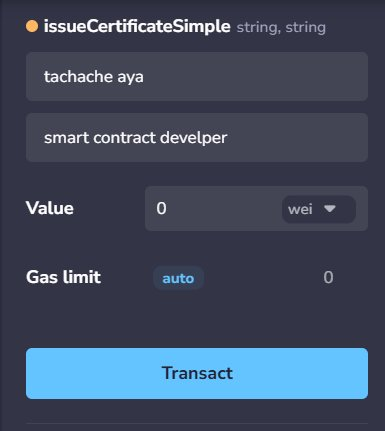 issueCertificateSimple string, string
tachache aya
smart contract develper
Value 0 wei
Gas limit auto 0
Transact